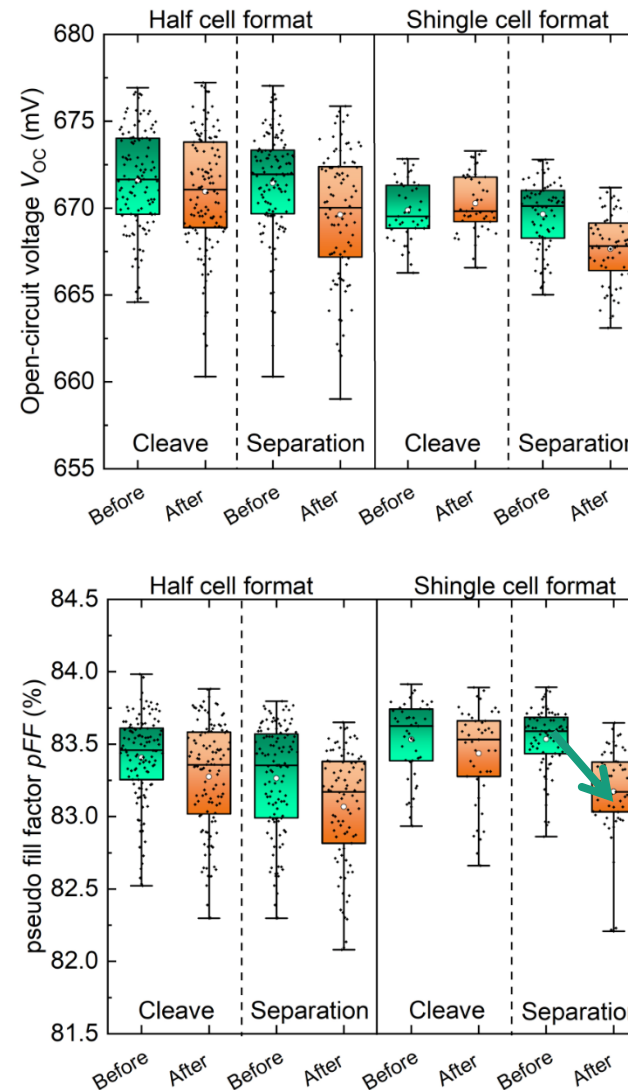 Half cell format Shingle cell format
680
675
670
665
660
655
Open-circuit voltage VOC (mV)
Cleave Separation Cleave Separation
Before After Before After Before After Before After
Half cell format Shingle cell format
84.5
84.0
83.5
83.0
82.5
82.0
81.5
pseudo fill factor pFF (%)
Cleave Separation Cleave Separation
Before After Before After Before After Before After